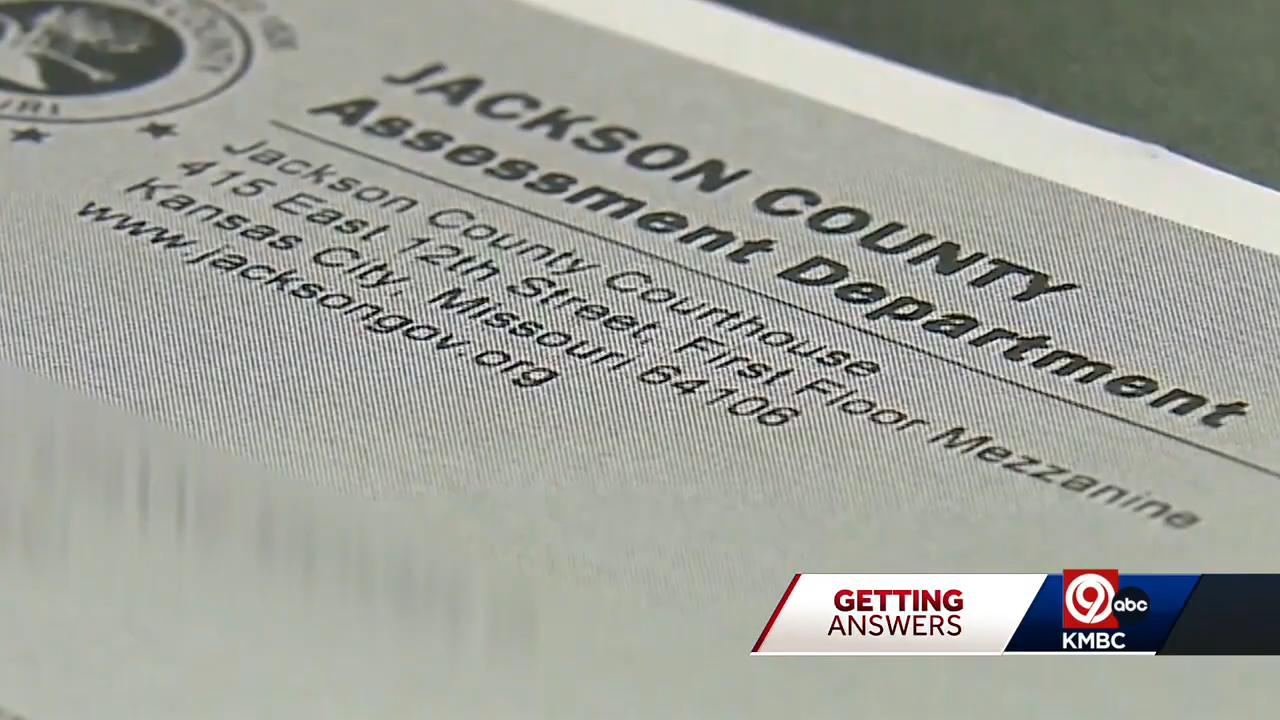 JACKSON COUNTY
Assessment Department
Jackson County Courthouse
415 East 12th Street, First Floor Mezzanine
Kansas City, Missouri 64106
www.jacksongov.org
GETTING
ANSWERS
9 abc
KMBC